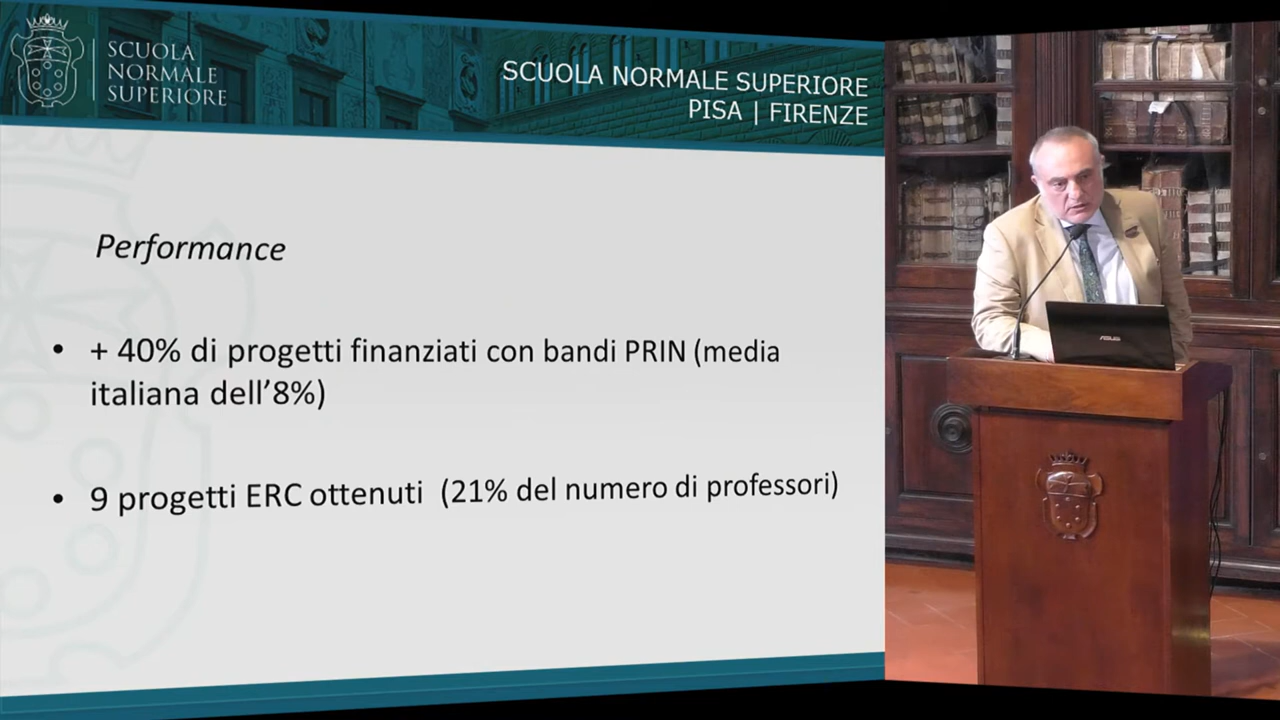 SCUOLA
NORMALE
SUPERIORE
SCUOLA NORMALE SUPERIORE
PISA | FIRENZE
Performance
• + 40% di progetti finanziati con bandi PRIN (media
italiana dell’8%)
• 9 progetti ERC ottenuti (21% del numero di professori)
ASUS